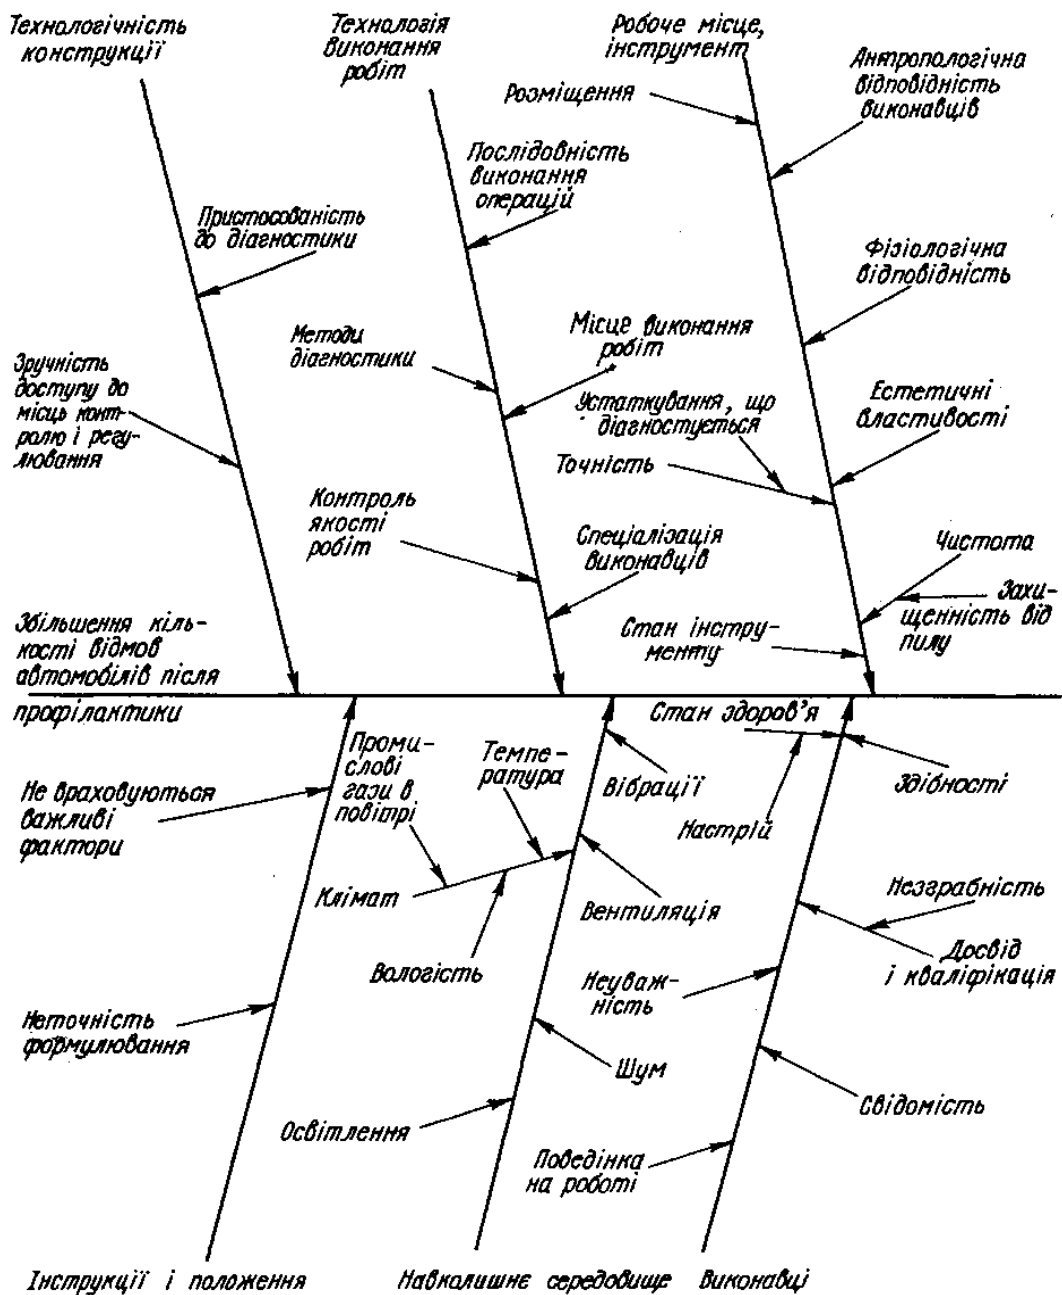 Технологічність
конструкції
Технологія
виконання
робіт
Робоче місце,
інструмент
Антропологічна
відповідність
виконавців
Розміщення
Послідовність
виконання
операцій
Пристосованість
до діагностики
Фізіологічна
відповідність
Методи
діагностики
Місце виконання
робіт
Зручність
доступу до
місць конт-
ролю і регу-
лювання
Устаткування, що
діагностується
Естетичні
властивості
Точність
Контроль
якості
робіт
Спеціалізація
виконавців
Чистота
Захи-
щенність від
пилу
Стан інстру-
менту
Збільшення кіль-
кості відмов
автомобілів після
профілактики
Стан здоров'я
Проми-
слові
гази в
повітрі
Темпе-
ратура
Вібрації
Здібності
Настрій
Не враховуються
важливі
фактори
Клімат
Вентиляція
Незграбність
Вологість
Досвід
і кваліфікація
Неуваж-
ність
Неточність
формулювання
Шум
Свідомість
Освітлення
Поведінка
на роботі
Інструкції і положення
Навколишнє середовище
Виконавці